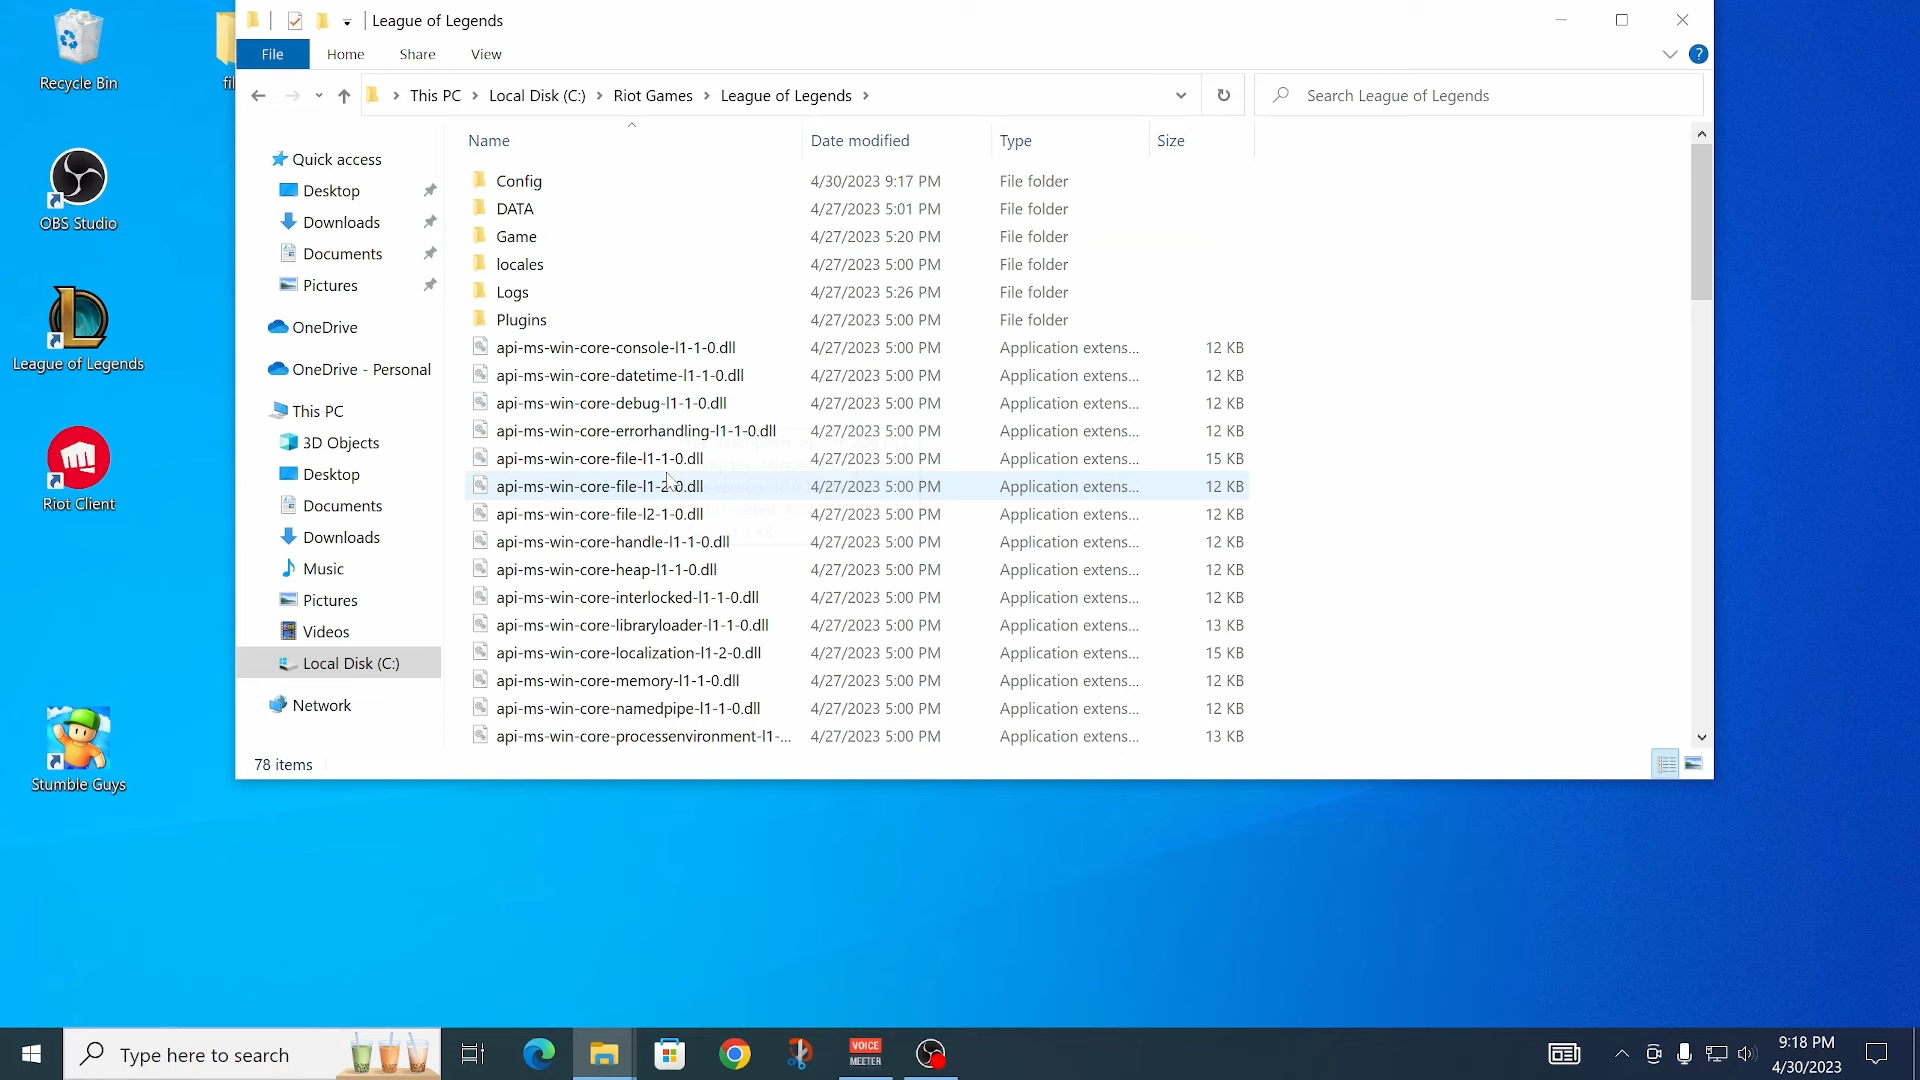 League of Legends
File Home Share View
This PC Local Disk (C:) Riot Games League of Legends
Search League of Legends
Name Date modified Type Size
Quick access
Desktop
Downloads
Documents
Pictures
OneDrive
OneDrive - Personal
This PC
3D Objects
Desktop
Documents
Downloads
Music
Pictures
Videos
Local Disk (C:)
Network
Config 4/30/2023 9:17 PM File folder
DATA 4/27/2023 5:01 PM File folder
Game 4/27/2023 5:20 PM File folder
locales 4/27/2023 5:00 PM File folder
Logs 4/27/2023 5:26 PM File folder
Plugins 4/27/2023 5:00 PM File folder
api-ms-win-core-console-l1-1-0.dll 4/27/2023 5:00 PM Application extens... 12 KB
api-ms-win-core-datetime-l1-1-0.dll 4/27/2023 5:00 PM Application extens... 12 KB
api-ms-win-core-debug-l1-1-0.dll 4/27/2023 5:00 PM Application extens... 12 KB
api-ms-win-core-errorhandling-l1-1-0.dll 4/27/2023 5:00 PM Application extens... 12 KB
api-ms-win-core-file-l1-1-0.dll 4/27/2023 5:00 PM Application extens... 15 KB
api-ms-win-core-file-l1-2-0.dll 4/27/2023 5:00 PM Application extens... 12 KB
api-ms-win-core-file-l2-1-0.dll 4/27/2023 5:00 PM Application extens... 12 KB
api-ms-win-core-handle-l1-1-0.dll 4/27/2023 5:00 PM Application extens... 12 KB
api-ms-win-core-heap-l1-1-0.dll 4/27/2023 5:00 PM Application extens... 12 KB
api-ms-win-core-interlocked-l1-1-0.dll 4/27/2023 5:00 PM Application extens... 12 KB
api-ms-win-core-libraryloader-l1-1-0.dll 4/27/2023 5:00 PM Application extens... 13 KB
api-ms-win-core-localization-l1-2-0.dll 4/27/2023 5:00 PM Application extens... 15 KB
api-ms-win-core-memory-l1-1-0.dll 4/27/2023 5:00 PM Application extens... 12 KB
api-ms-win-core-namedpipe-l1-1-0.dll 4/27/2023 5:00 PM Application extens... 12 KB
api-ms-win-core-processenvironment-l1-... 4/27/2023 5:00 PM Application extens... 13 KB
78 items
Recycle Bin
fil
OBS Studio
League of Legends
Riot Client
Stumble Guys
Type here to search
VOICE
MEETER
9:18 PM
4/30/2023